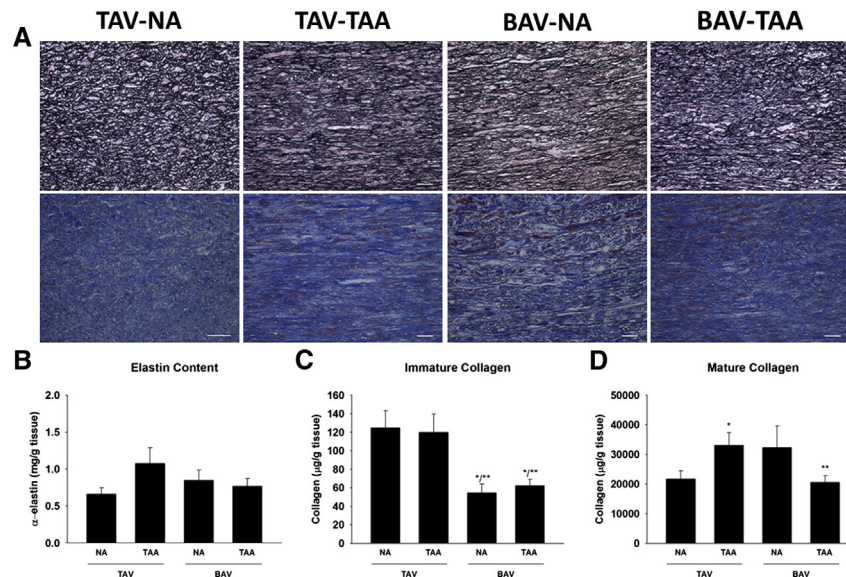 TAV-NA TAV-TAA BAV-NA BAV-TAA
A
B Elastin Content
α-elastin (mg/g tissue)
2.0
1.5
1.0
0.5
0.0
NA TAA NA TAA
TAV BAV
C Immature Collagen
Collagen (µg/g tissue)
160
140
120
100
80
60
40
20
0
*/** */**
NA TAA NA TAA
TAV BAV
D Mature Collagen
Collagen (µg/g tissue)
50000
40000
30000
20000
10000
0
* **
NA TAA NA TAA
TAV BAV